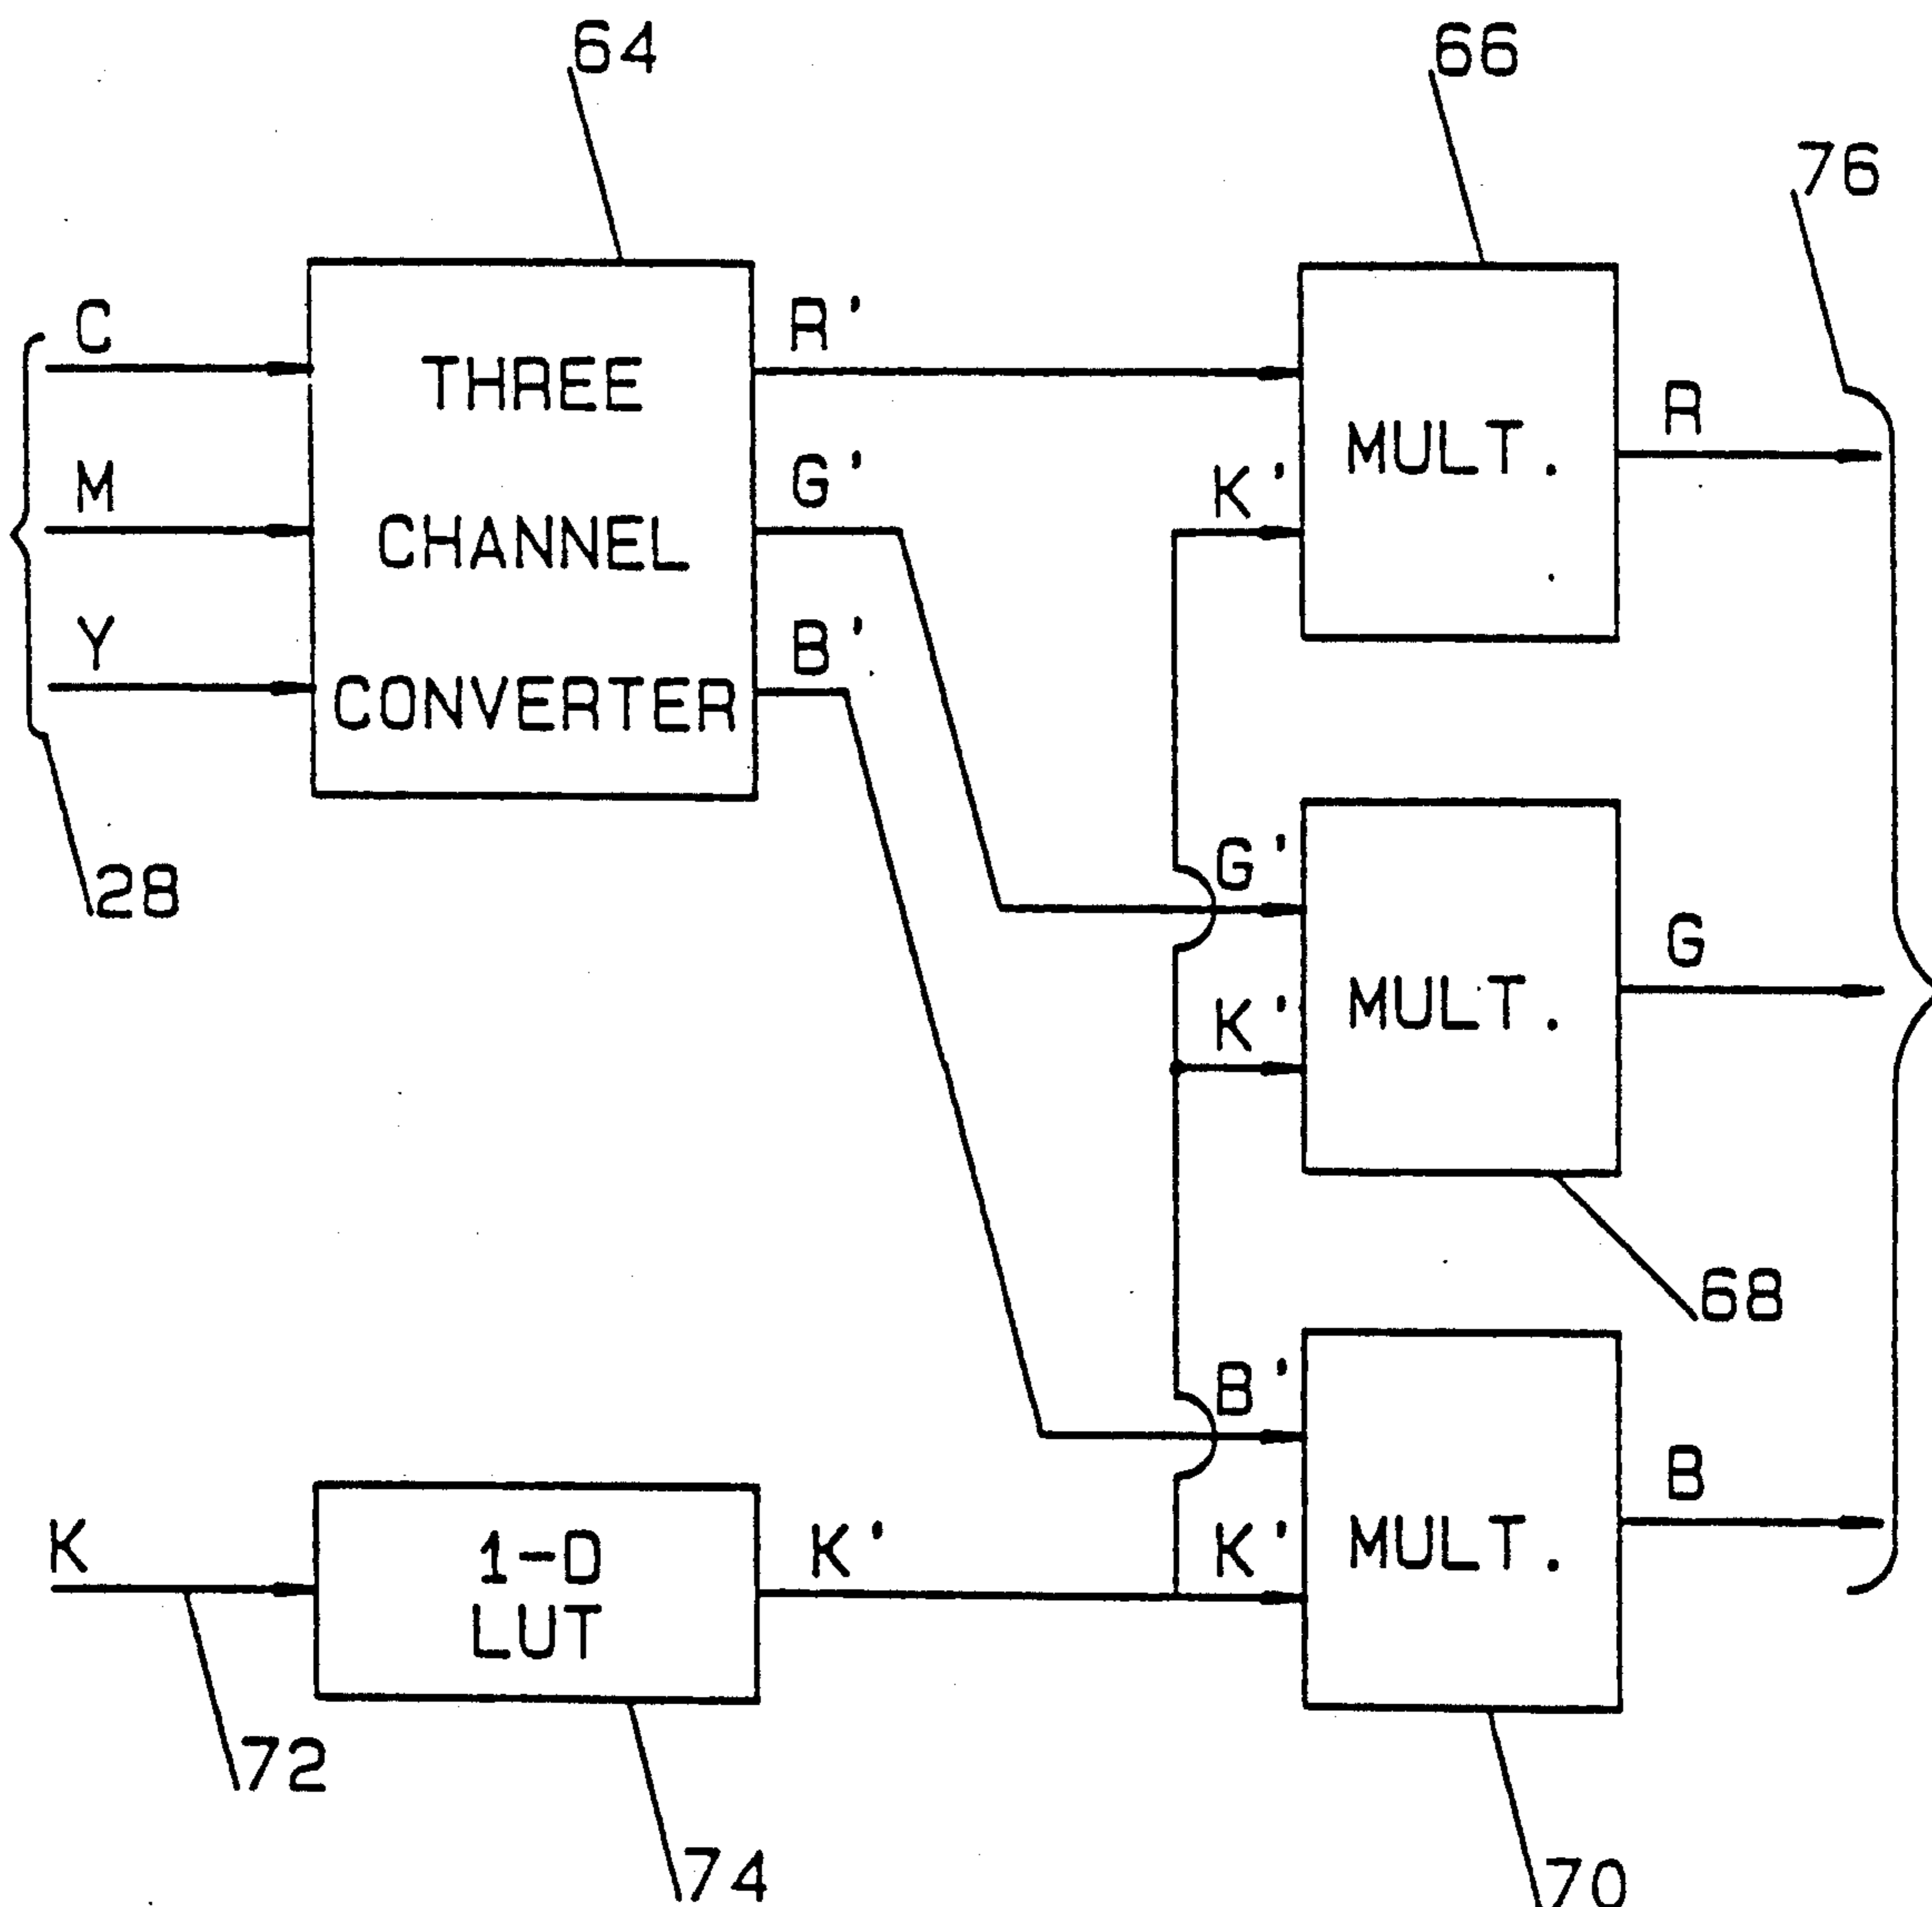 64
66
76
C
R'
THREE
R
M
G'
K'
MULT.
CHANNEL
Y
B'
CONVERTER
28
G'
G
K'
MULT.
68
B'
B
K
1-D
LUT
K'
K'
MULT.
72
74
70